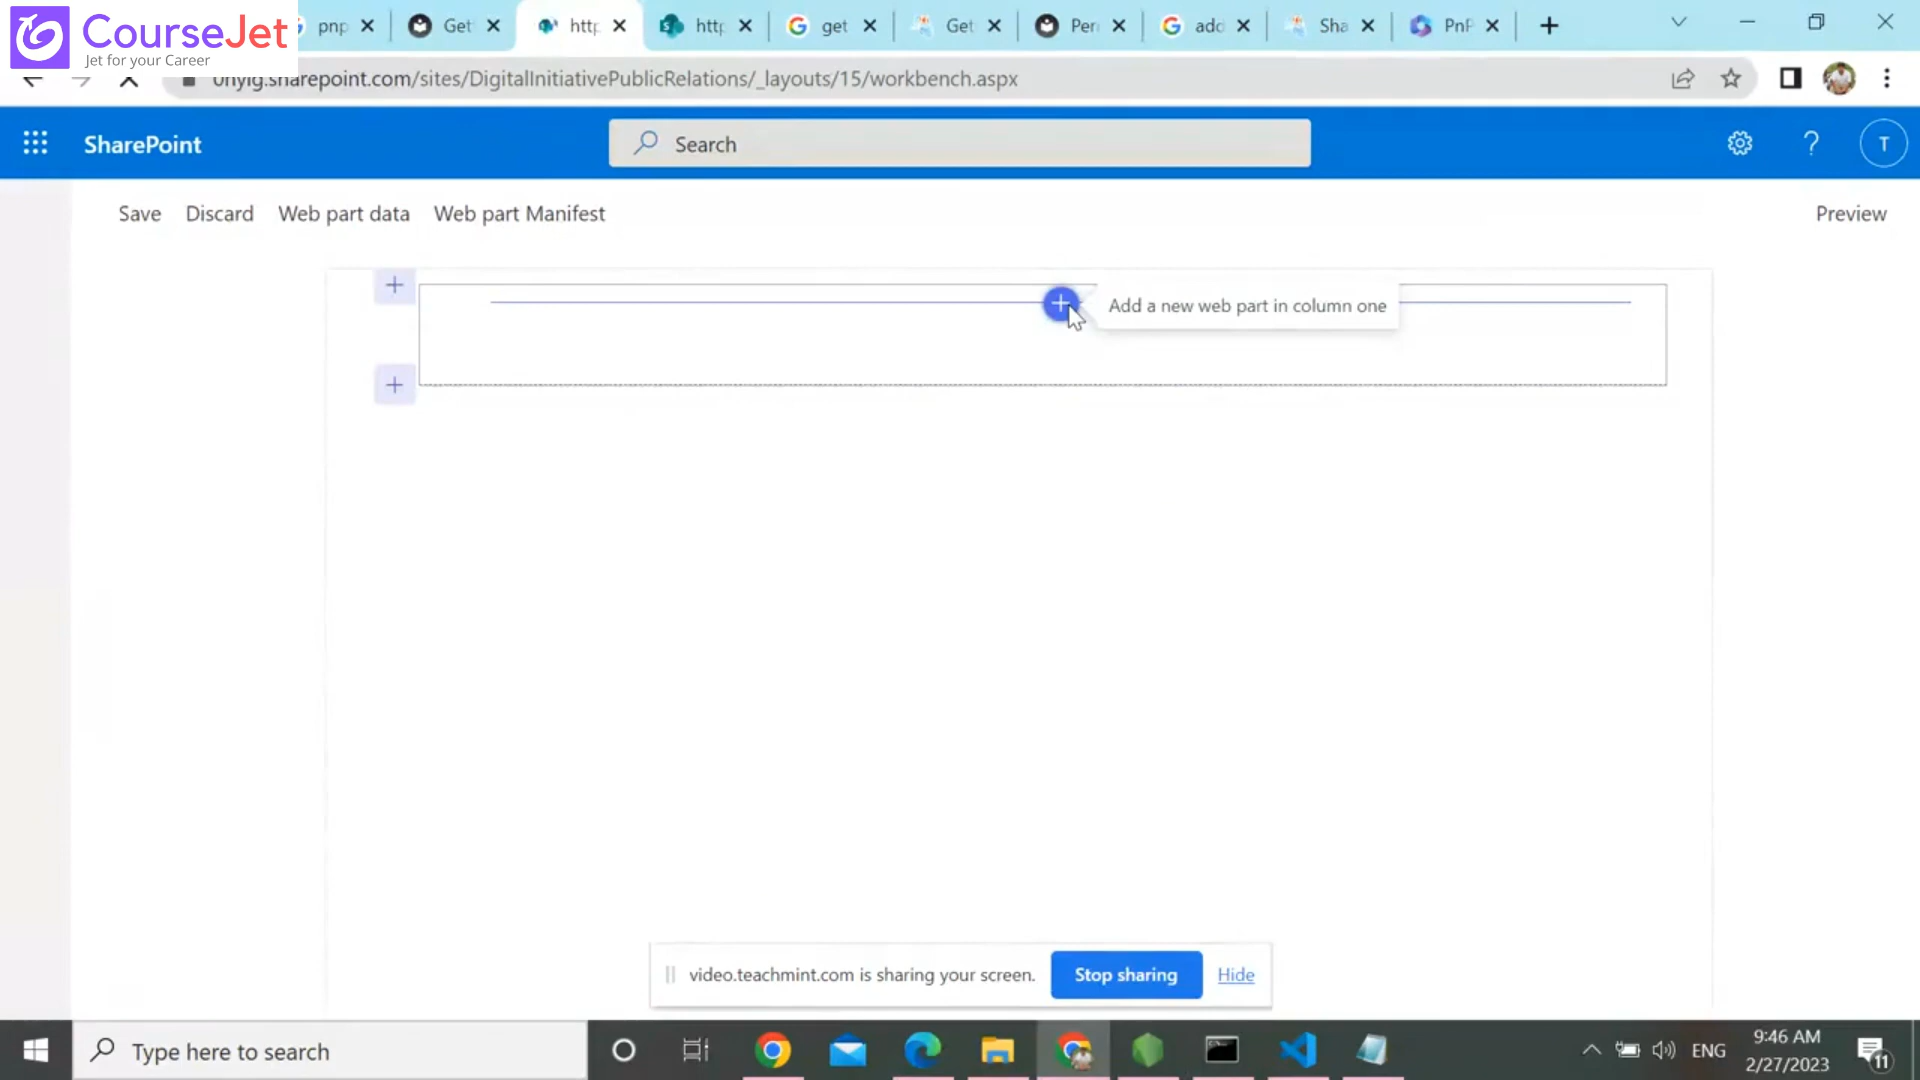 CourseJet
Jet for your Career
pnp
Get
http
http
get
Get
Per
add
Sha
PnP
onyig.sharepoint.com/sites/DigitalInitiativePublicRelations/_layouts/15/workbench.aspx
SharePoint
Search
T
Save
Discard
Web part data
Web part Manifest
Preview
Add a new web part in column one
video.teachmint.com is sharing your screen.
Stop sharing
Hide
Type here to search
ENG
9:46 AM
2/27/2023
11